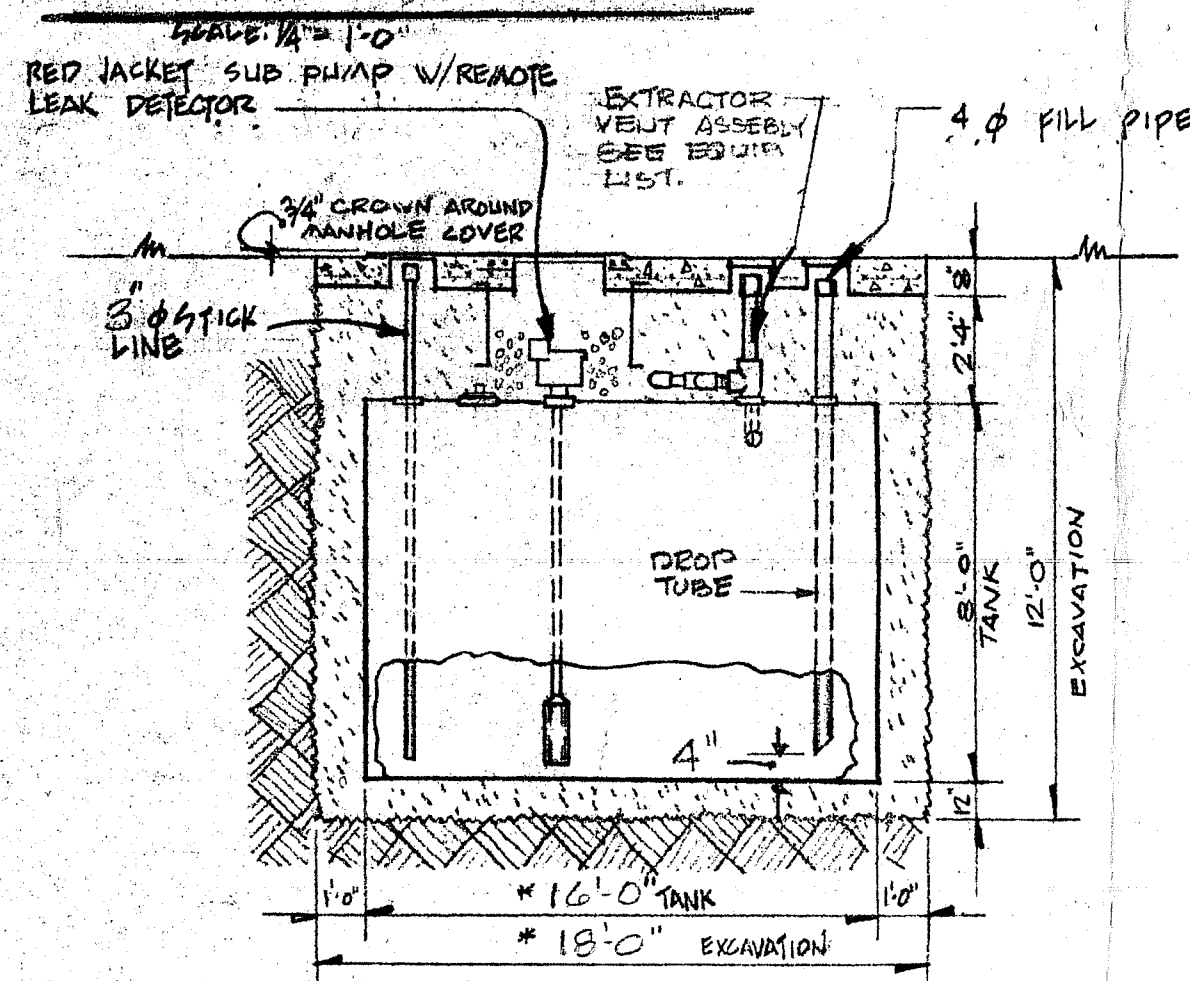 SCALE: 1/4" = 1'-0"
RED JACKET SUB PUMP W/REMOTE
LEAK DETECTOR
EXTRACTOR
VENT ASSEBLY
SEE EQUIP
LIST.
4 ϕ FILL PIPE
3/4" CROWN AROUND
MANHOLE COVER
3" ϕ STICK
LINE
8"
2'4"
DROP
TUBE
8'-0"
TANK
12'-0"
EXCAVATION
4"
12"
1'-0"
* 16'-0" TANK
1'-0"
* 18'-0" EXCAVATION